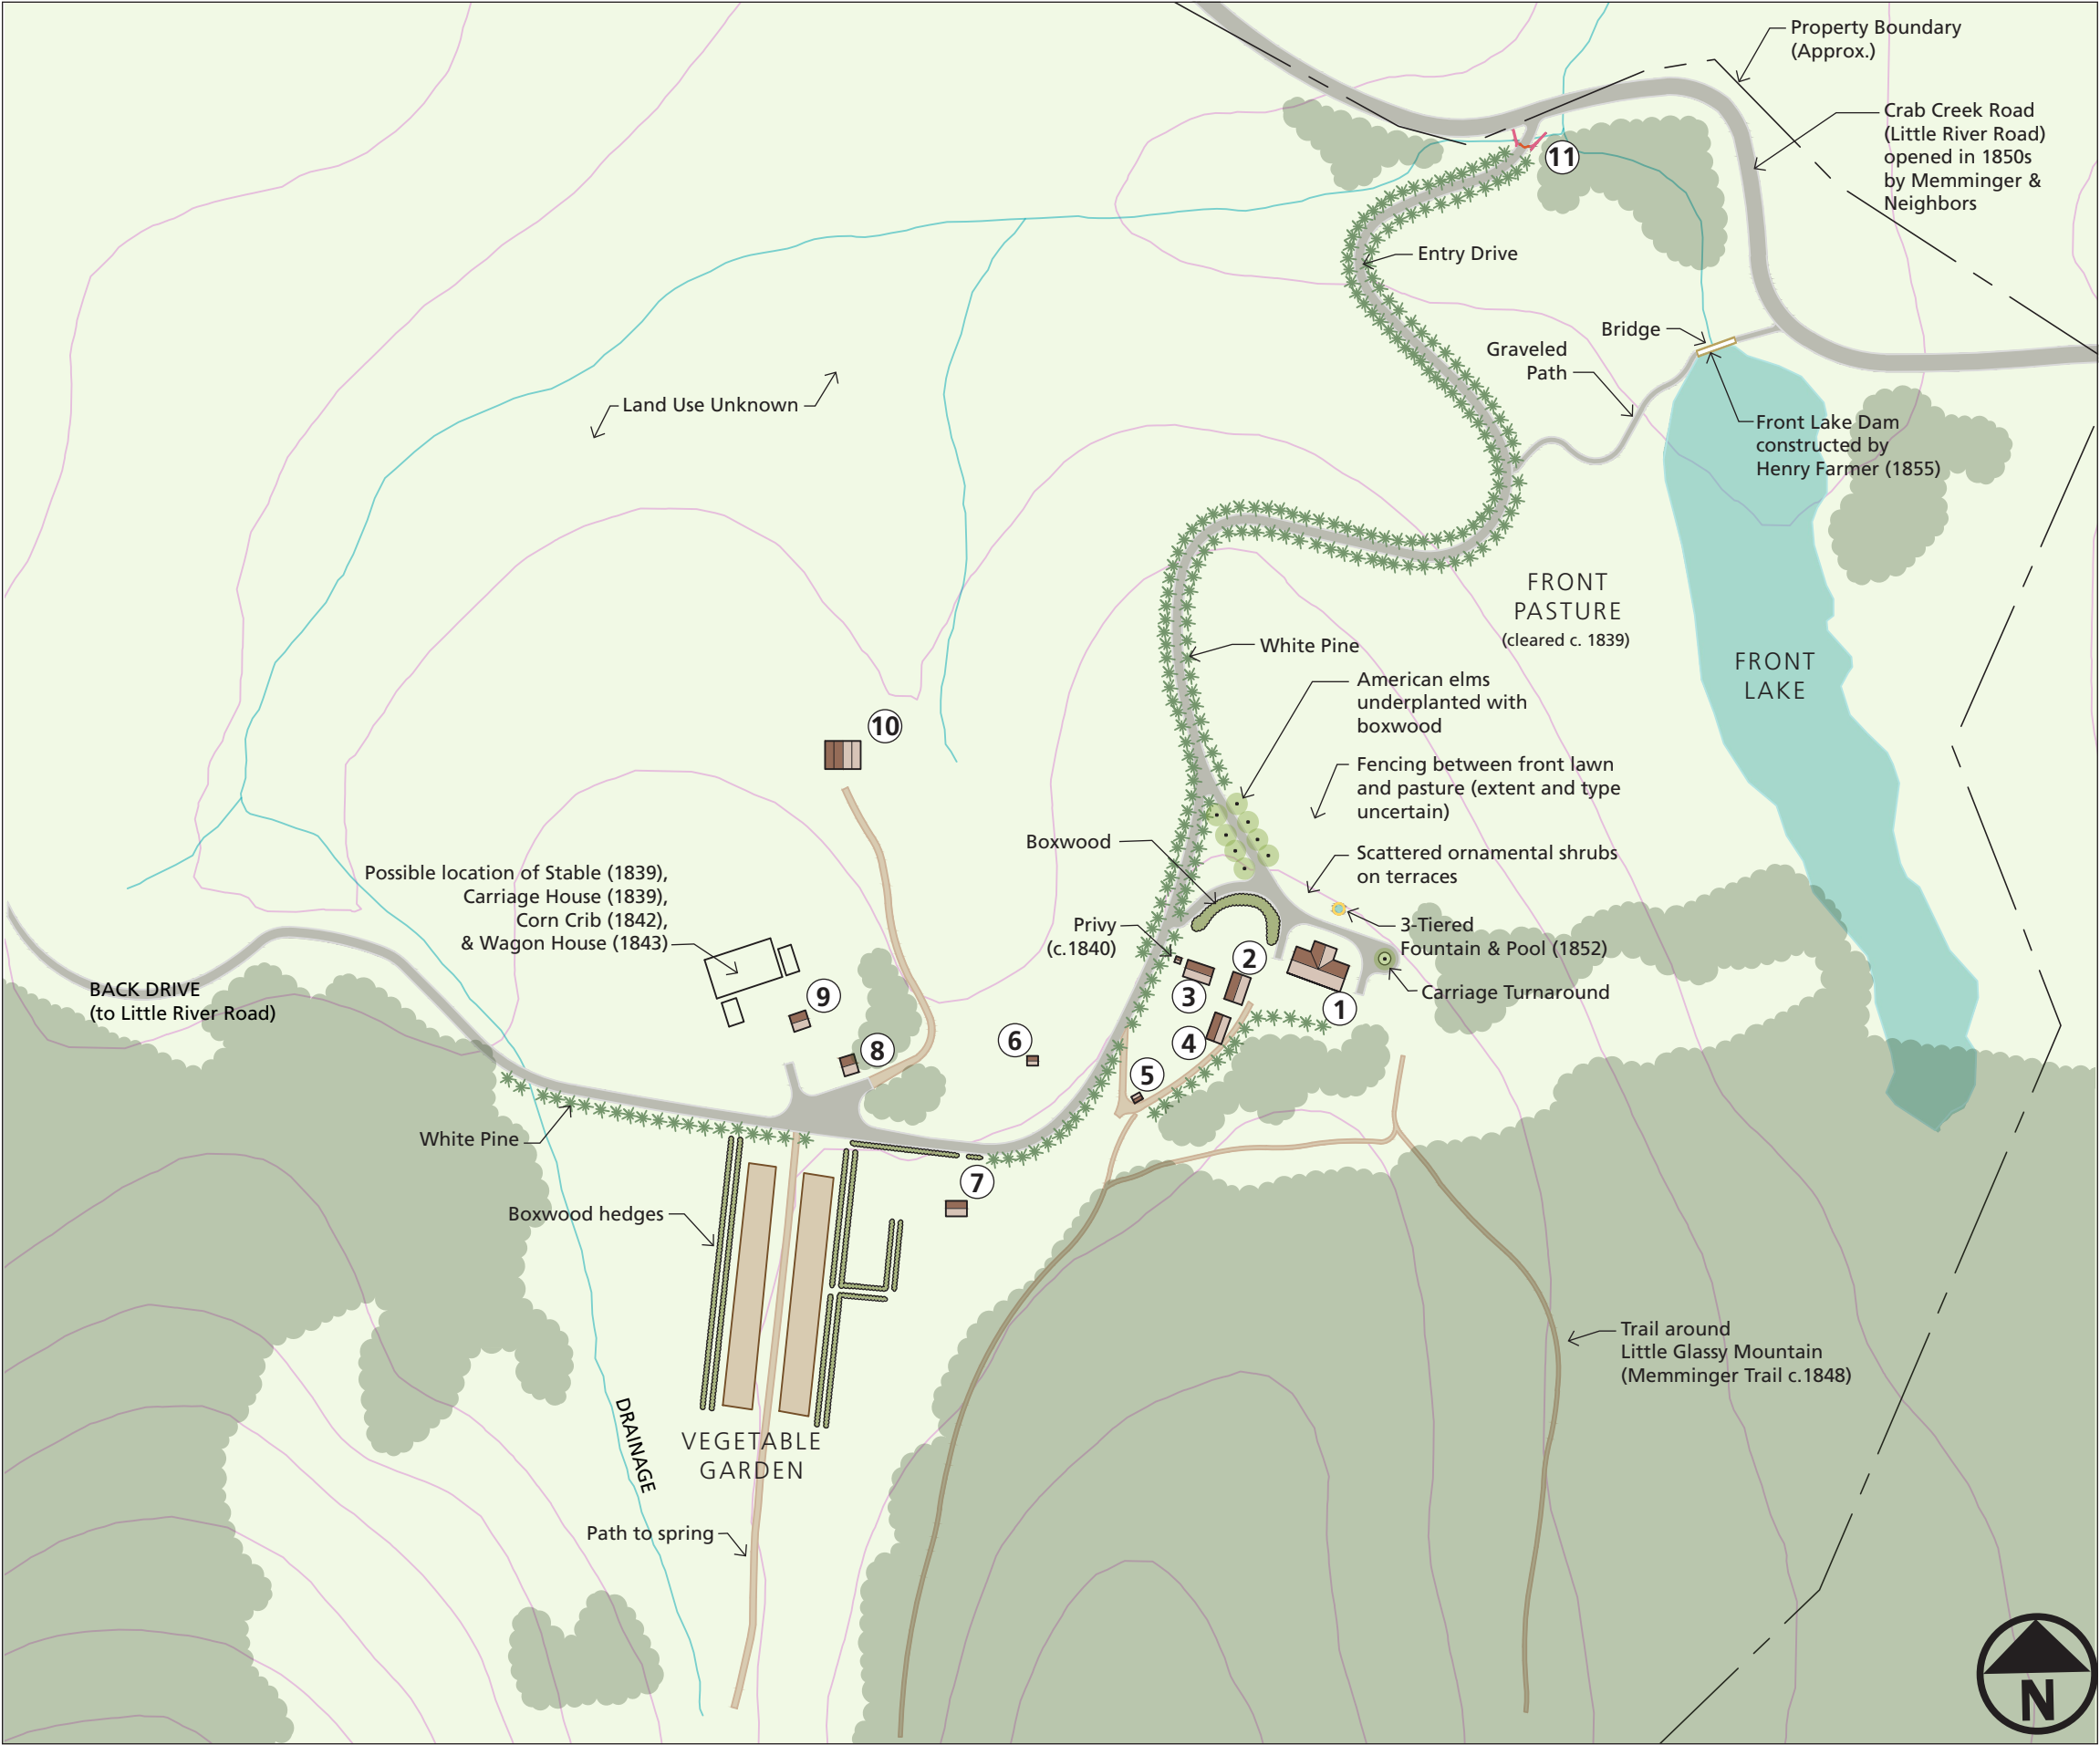 Property Boundary
(Approx.)
Crab Creek Road
(Little River Road)
opened in 1850s
by Memminger &
Neighbors
11
Entry Drive
Bridge
Graveled
Path
Land Use Unknown
Front Lake Dam
constructed by
Henry Farmer (1855)
FRONT
PASTURE
(cleared c. 1839)
White Pine
FRONT
LAKE
American elms
underplanted with
boxwood
10
Fencing between front lawn
and pasture (extent and type
uncertain)
Boxwood
Scattered ornamental shrubs
on terraces
Possible location of Stable (1839),
Carriage House (1839),
Corn Crib (1842),
& Wagon House (1843)
Privy
(c.1840)
3-Tiered
Fountain & Pool (1852)
2
BACK DRIVE
(to Little River Road)
9
3
1
Carriage Turnaround
8
6
4
5
White Pine
7
Boxwood hedges
Trail around
Little Glassy Mountain
(Memminger Trail c.1848)
DRAINAGE
VEGETABLE
GARDEN
Path to spring
N